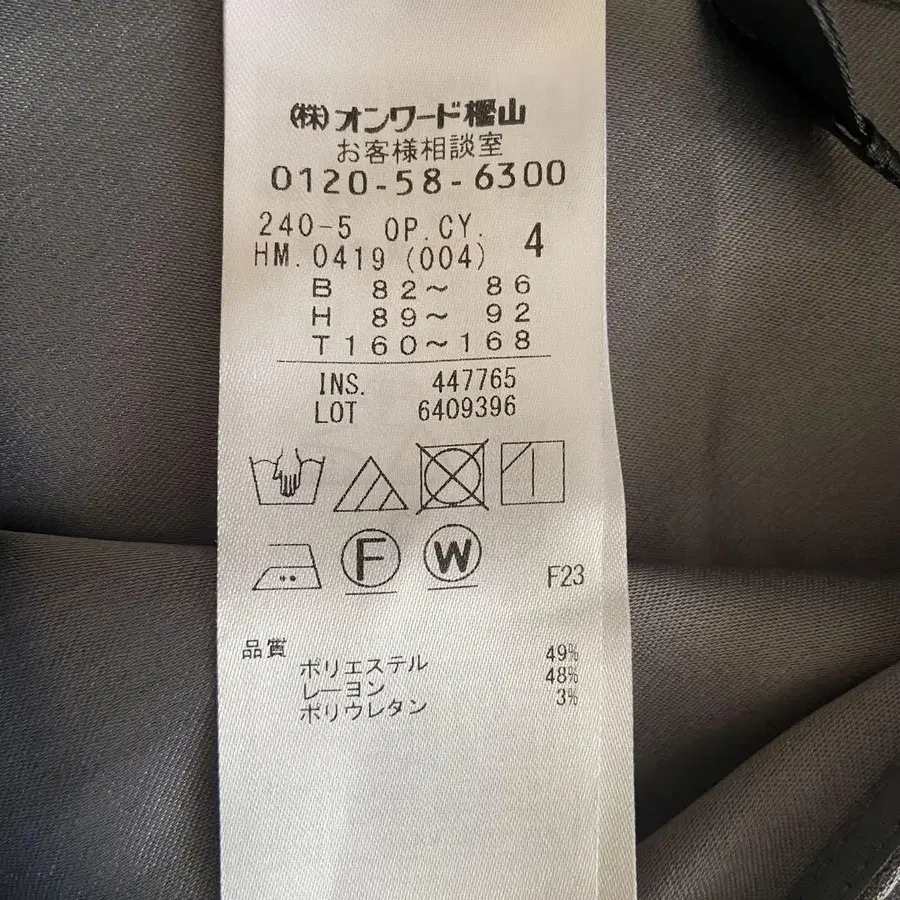 (株)オンワード樫山
お客様相談室
0120-58-6300
240-5 OP.CY. 4
HM.0419 (004)
B 82～ 86
H 89～ 92
T160～168
INS. 447765
LOT 6409396
F W
F23
品質
ポリエステル 49%
レーヨン 48%
ポリウレタン 3%